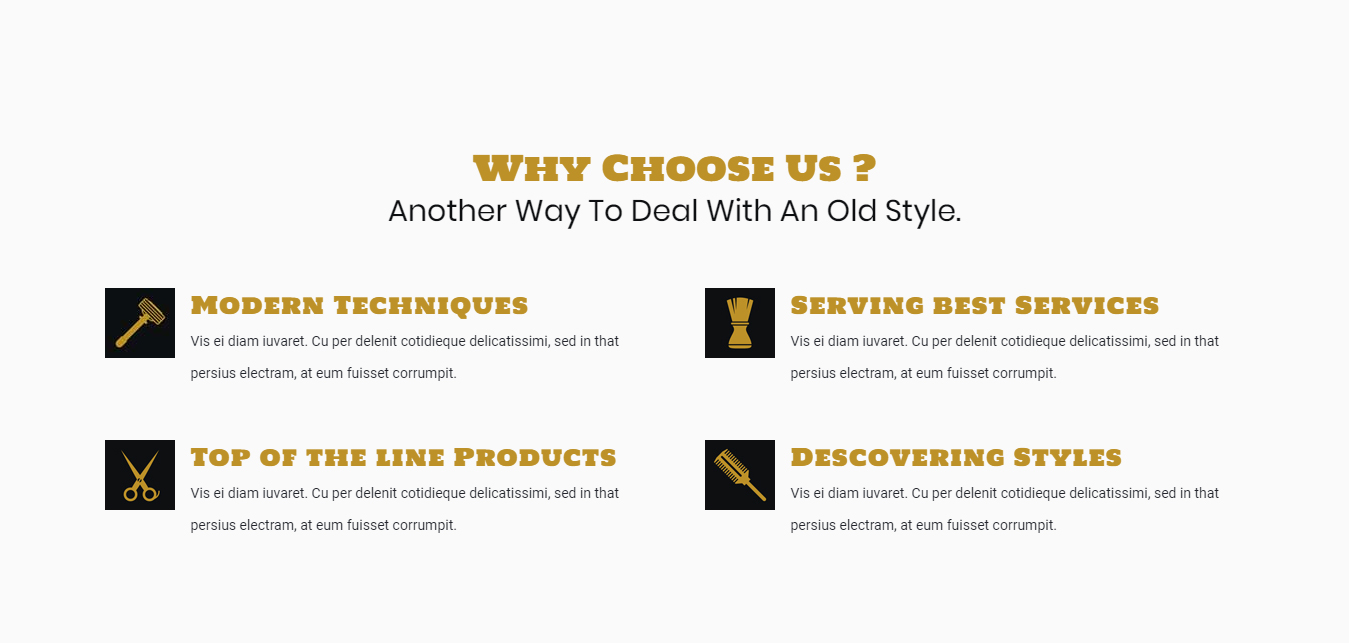 Why Choose Us ?
Another Way To Deal With An Old Style.
Modern Techniques
Vis ei diam iuvaret. Cu per delenit cotidieque delicatissimi, sed in that
persius electram, at eum fuisset corrumpit.
Serving best Services
Vis ei diam iuvaret. Cu per delenit cotidieque delicatissimi, sed in that
persius electram, at eum fuisset corrumpit.
Top of the line Products
Vis ei diam iuvaret. Cu per delenit cotidieque delicatissimi, sed in that
persius electram, at eum fuisset corrumpit.
Descovering Styles
Vis ei diam iuvaret. Cu per delenit cotidieque delicatissimi, sed in that
persius electram, at eum fuisset corrumpit.